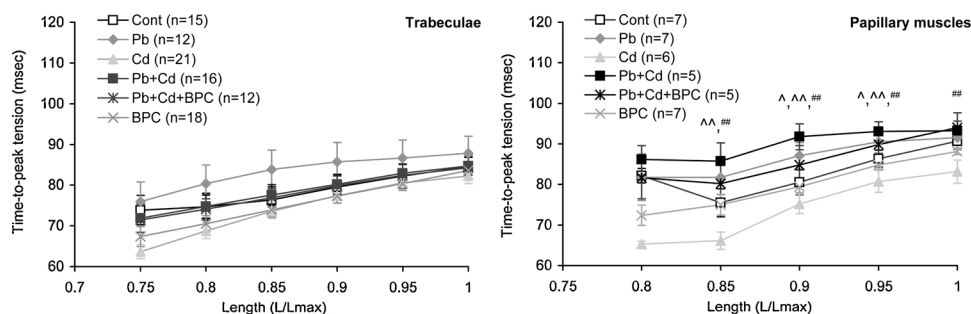 Trabeculae
Time-to-peak tension (msec)
120
110
100
90
80
70
60
Cont (n=15)
Pb (n=12)
Cd (n=21)
Pb+Cd (n=16)
Pb+Cd+BPC (n=12)
BPC (n=18)
0.7 0.75 0.8 0.85 0.9 0.95 1
Length (L/Lmax)
Papillary muscles
Time-to-peak tension (msec)
120
110
100
90
80
70
60
Cont (n=7)
Pb (n=7)
Cd (n=6)
Pb+Cd (n=5)
Pb+Cd+BPC (n=5)
BPC (n=7)
^^,## ^,^^,## ^,^^,## ##
0.75 0.8 0.85 0.9 0.95 1
Length (L/Lmax)